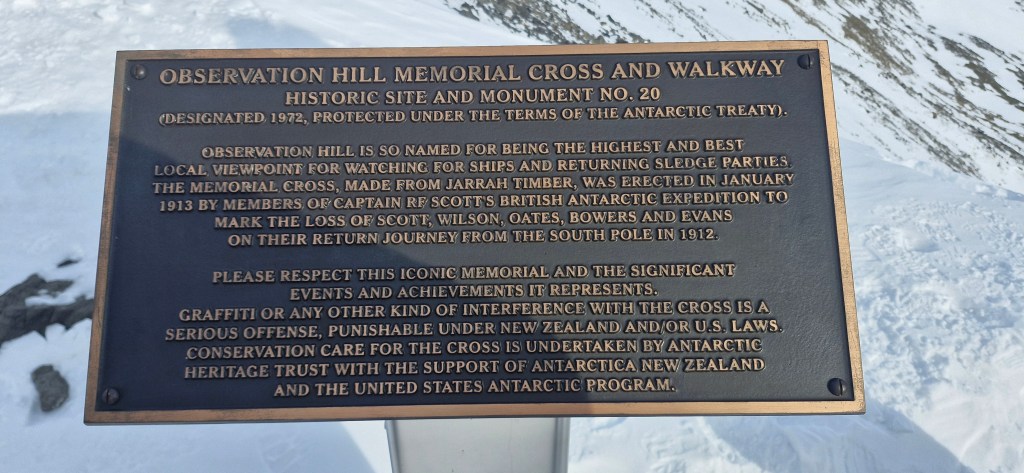 OBSERVATION HILL MEMORIAL CROSS AND WALKWAY
HISTORIC SITE AND MONUMENT NO. 20
(DESIGNATED 1972, PROTECTED UNDER THE TERMS OF THE ANTARCTIC TREATY).
OBSERVATION HILL IS SO NAMED FOR BEING THE HIGHEST AND BEST
LOCAL VIEWPOINT FOR WATCHING FOR SHIPS AND RETURNING SLEDGE PARTIES.
THE MEMORIAL CROSS, MADE FROM JARRAH TIMBER, WAS ERECTED IN JANUARY
1913 BY MEMBERS OF CAPTAIN RF SCOTT'S BRITISH ANTARCTIC EXPEDITION TO
MARK THE LOSS OF SCOTT, WILSON, OATES, BOWERS AND EVANS
ON THEIR RETURN JOURNEY FROM THE SOUTH POLE IN 1912.
PLEASE RESPECT THIS ICONIC MEMORIAL AND THE SIGNIFICANT
EVENTS AND ACHIEVEMENTS IT REPRESENTS.
GRAFFITI OR ANY OTHER KIND OF INTERFERENCE WITH THE CROSS IS A
SERIOUS OFFENSE, PUNISHABLE UNDER NEW ZEALAND AND/OR U.S. LAWS.
CONSERVATION CARE FOR THE CROSS IS UNDERTAKEN BY ANTARCTIC
HERITAGE TRUST WITH THE SUPPORT OF ANTARCTICA NEW ZEALAND
AND THE UNITED STATES ANTARCTIC PROGRAM.